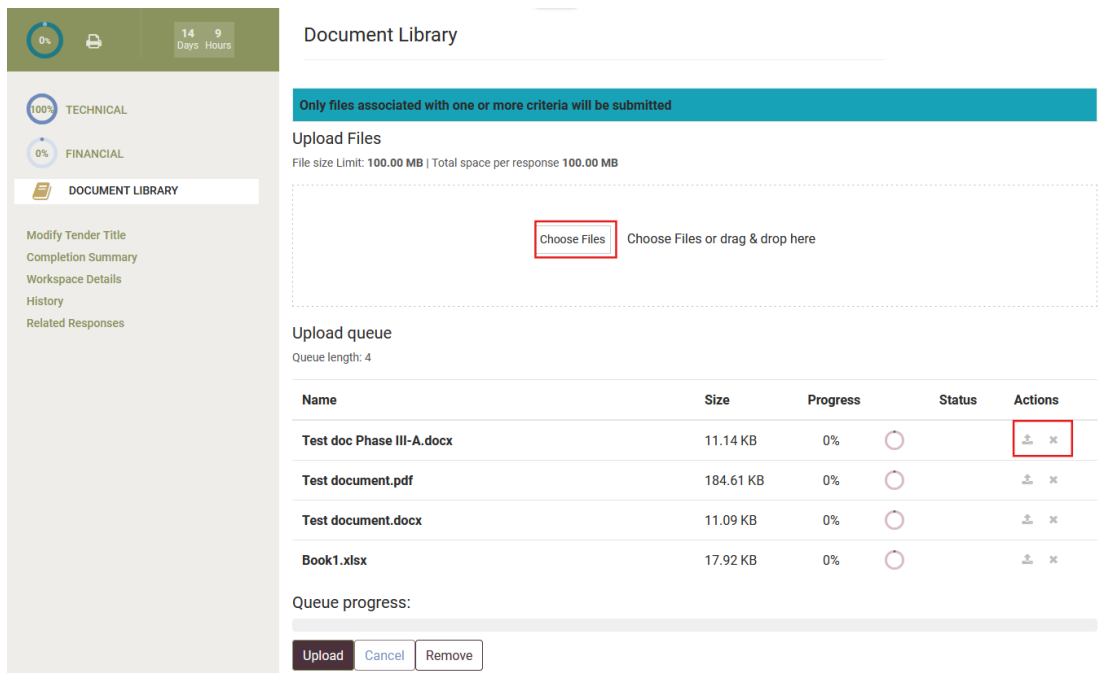 0%
14 9
Days Hours
100% TECHNICAL
0% FINANCIAL
DOCUMENT LIBRARY
Modify Tender Title
Completion Summary
Workspace Details
History
Related Responses
Document Library
Only files associated with one or more criteria will be submitted
Upload Files
File size Limit: 100.00 MB | Total space per response 100.00 MB
Choose Files Choose Files or drag & drop here
Upload queue
Queue length: 4
Name Size Progress Status Actions
Test doc Phase III-A.docx 11.14 KB 0%
Test document.pdf 184.61 KB 0%
Test document.docx 11.09 KB 0%
Book1.xlsx 17.92 KB 0%
Queue progress:
Upload Cancel Remove